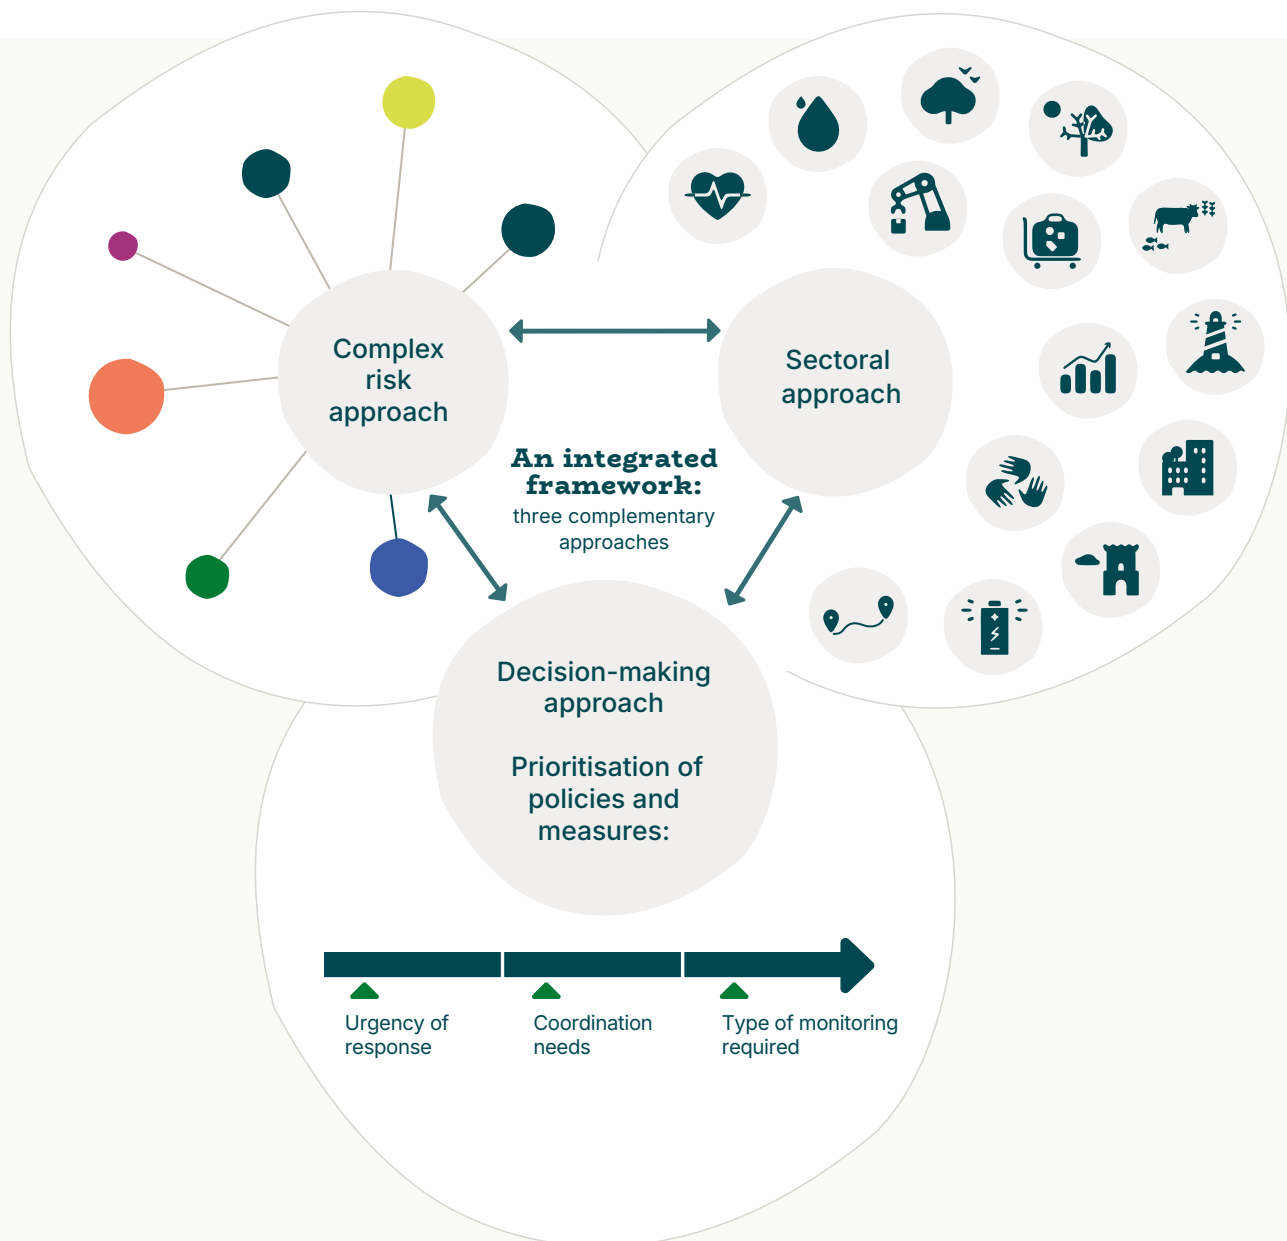 Complex
risk
approach
Sectoral
approach
An integrated
framework:
three complementary
approaches
Decision-making
approach
Prioritisation of
policies and
measures:
Urgency of
response
Coordination
needs
Type of monitoring
required